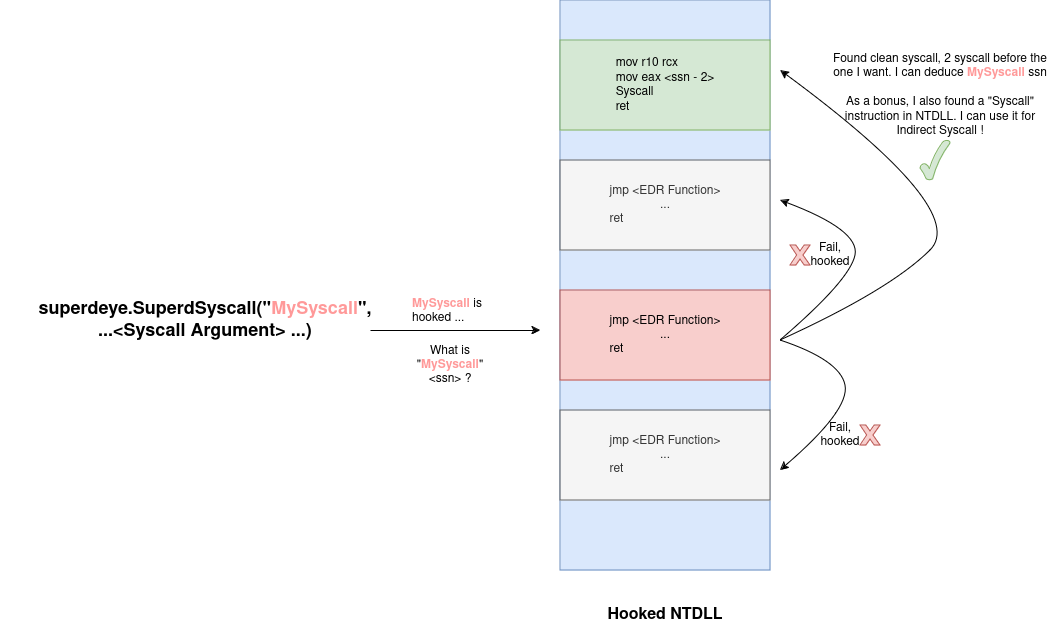 superdeye.SuperdSyscall("MySyscall",
...<Syscall Argument> ...)
MySyscall is
hooked ...
What is
"MySyscall"
<ssn> ?
mov r10 rcx
mov eax <ssn - 2>
Syscall
ret
jmp <EDR Function>
...
ret
jmp <EDR Function>
...
ret
jmp <EDR Function>
...
ret
Found clean syscall, 2 syscall before the
one I want. I can deduce MySyscall ssn
As a bonus, I also found a "Syscall"
instruction in NTDLL. I can use it for
Indirect Syscall !
Fail,
hooked
Fail,
hooked
Hooked NTDLL